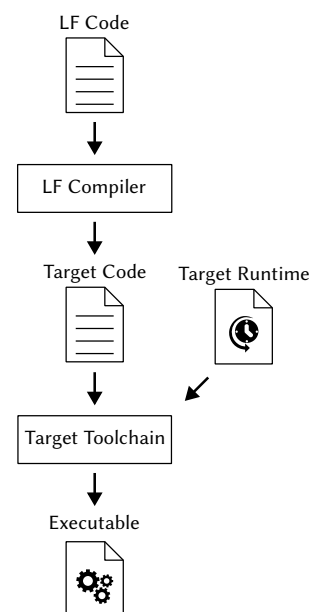 LF Code
LF Compiler
Target Code
Target Runtime
Target Toolchain
Executable